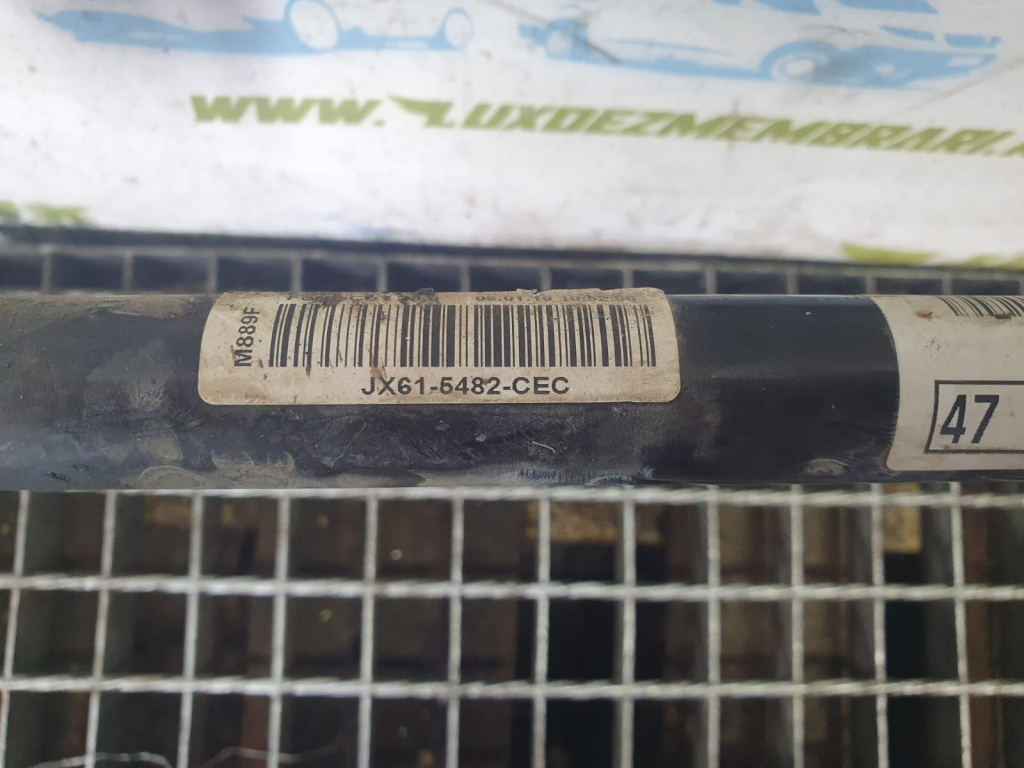 WWW.LUXDEZMEMBRARI.
M889F
JX61-5482-CEC
47